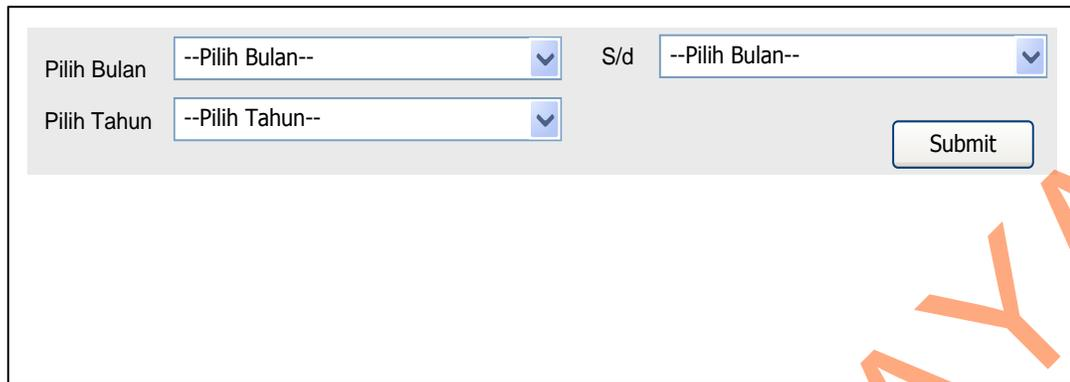 Pilih Bulan --Pilih Bulan-- S/d --Pilih Bulan--
Pilih Tahun --Pilih Tahun--
Submit